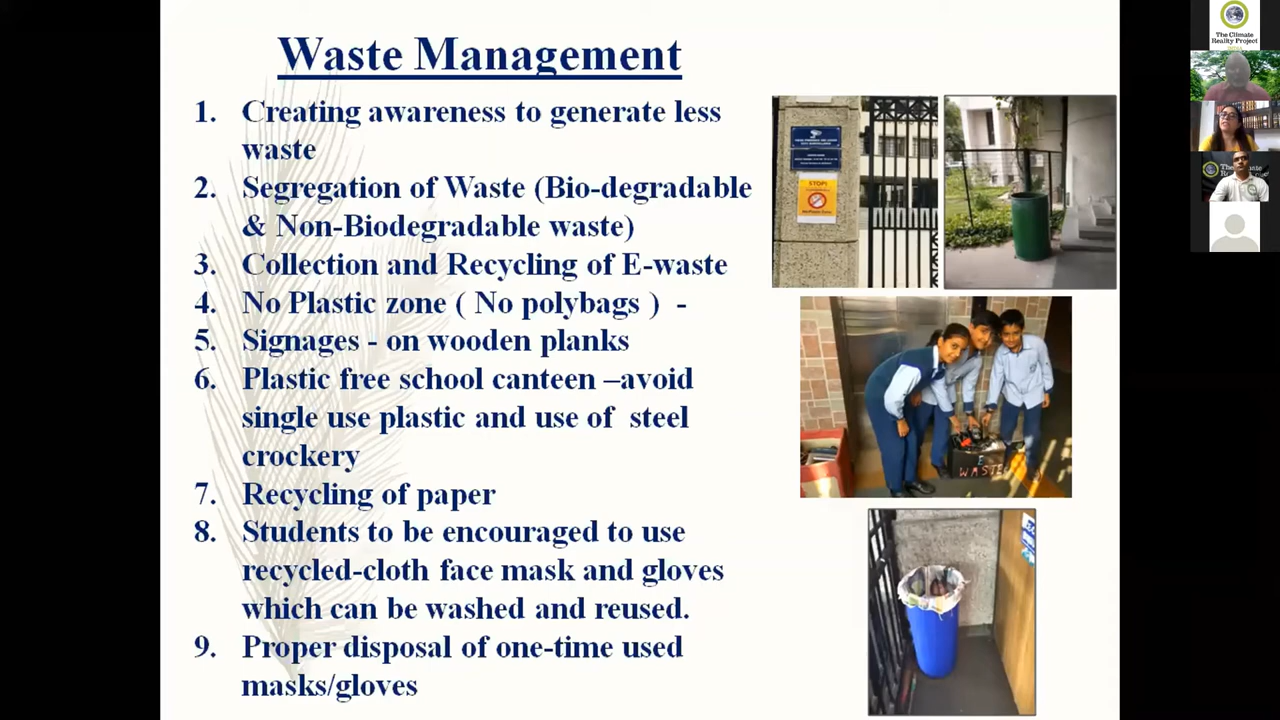 Waste Management
1. Creating awareness to generate less
waste
2. Segregation of Waste (Bio-degradable
& Non-Biodegradable waste)
3. Collection and Recycling of E-waste
4. No Plastic zone ( No polybags ) -
5. Signages - on wooden planks
6. Plastic free school canteen –avoid
single use plastic and use of steel
crockery
7. Recycling of paper
8. Students to be encouraged to use
recycled-cloth face mask and gloves
which can be washed and reused.
9. Proper disposal of one-time used
masks/gloves
STOP!
E
WASTE
The Climate
Reality Project
INDIA